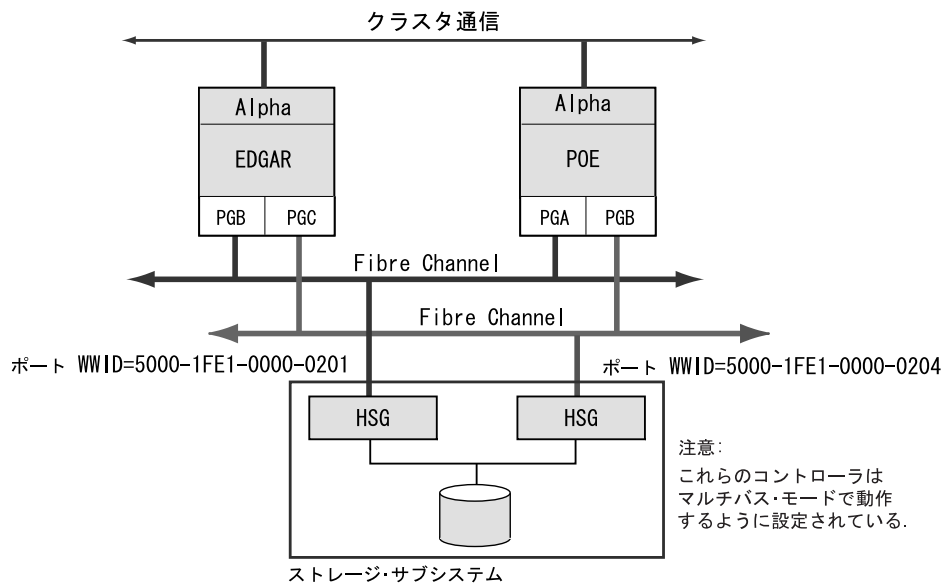 クラスタ通信
Alpha
Alpha
EDGAR
POE
PGB
PGC
PGA
PGB
Fibre Channel
Fibre Channel
ポート WWID=5000-1FE1-0000-0201
ポート WWID=5000-1FE1-0000-0204
HSG
HSG
注意:
これらのコントローラは
マルチバス・モードで動作
するように設定されている.
ストレージ・サブシステム